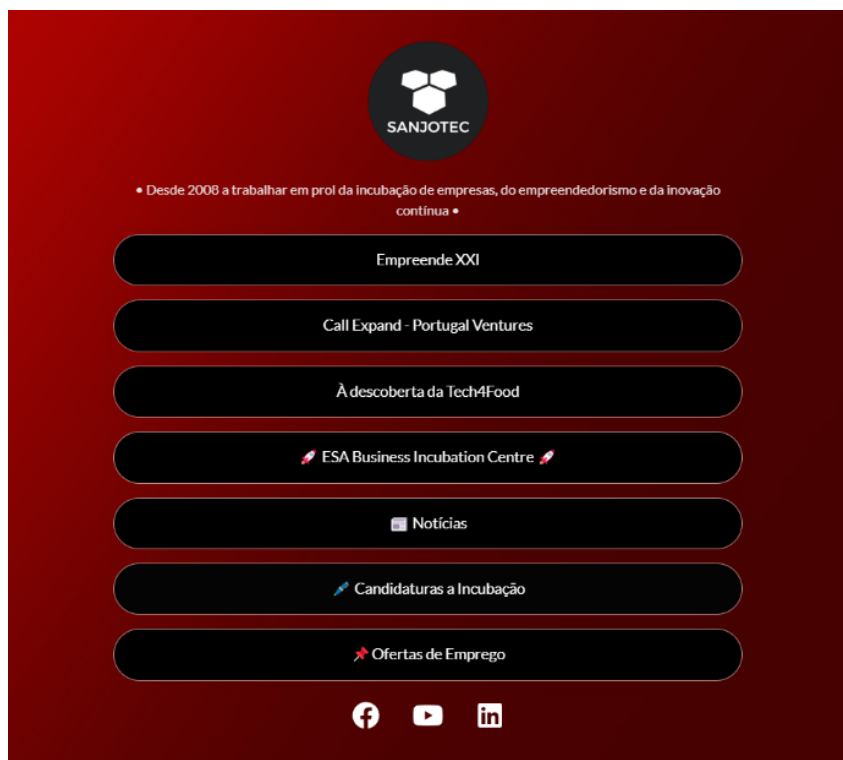 SANJOTEC
• Desde 2008 a trabalhar em prol da incubação de empresas, do empreendedorismo e da inovação
contínua •
Empreende XXI
Call Expand - Portugal Ventures
À descoberta da Tech4Food
🚀 ESA Business Incubation Centre 🚀
📰 Notícias
🖋️ Candidaturas a Incubação
📌 Ofertas de Emprego